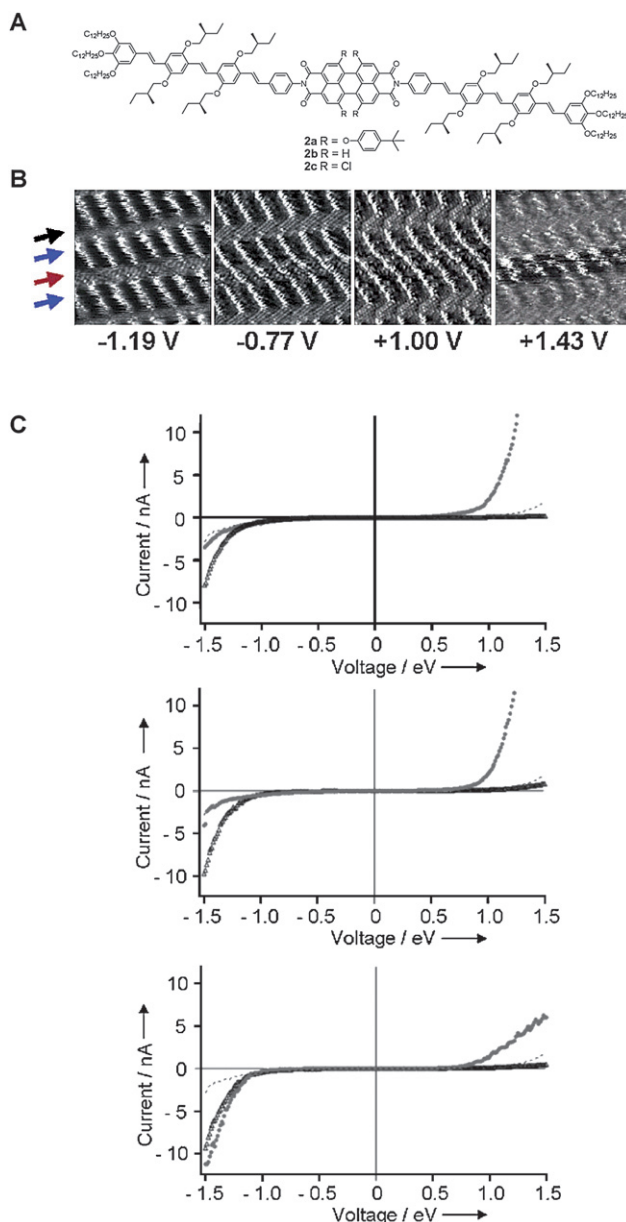 A
C12H25O
C12H25O
C12H25O
O
O
O
O
R R
O O
N N
O O
R R
O
O
O
O
OC12H25
OC12H25
OC12H25
2a R = O
2b R = H
2c R = Cl
B
-1.19 V -0.77 V +1.00 V +1.43 V
C
Current / nA
10
5
0
- 5
- 10
- 1.5 - 1.0 - 0.5 0 0.5 1.0 1.5
Voltage / eV
Current / nA
10
5
0
- 5
- 10
- 1.5 - 1.0 - 0.5 0 0.5 1.0 1.5
Voltage / eV
Current / nA
10
5
0
- 5
- 10
- 1.5 - 1.0 - 0.5 0 0.5 1.0 1.5
Voltage / eV